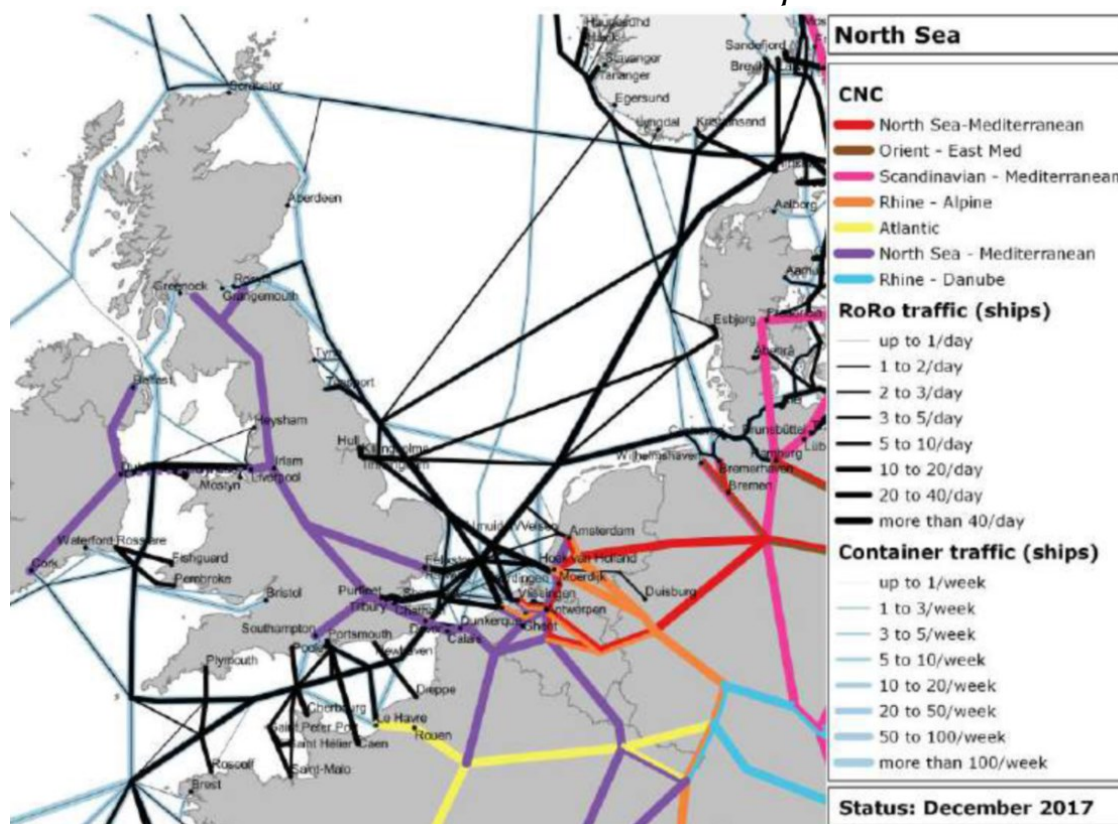 North Sea
CNC
North Sea-Mediterranean
Orient - East Med
Scandinavian - Mediterranean
Rhine - Alpine
Atlantic
North Sea - Mediterranean
Rhine - Danube
RoRo traffic (ships)
up to 1/day
1 to 2/day
2 to 3/day
3 to 5/day
5 to 10/day
10 to 20/day
20 to 40/day
more than 40/day
Container traffic (ships)
up to 1/week
1 to 3/week
3 to 5/week
5 to 10/week
10 to 20/week
20 to 50/week
50 to 100/week
more than 100/week
Status: December 2017
Sandefjord
Stavanger
Tananger
Egersund
Kristiansand
Aberdeen
Aalborg
Greenock
Grangemouth
Esbjerg
Belfast
Heysham
Hull
Killingholme
Irlam
Liverpool
Mostyn
Wilhelmshaven
Hamburg
Bremerhaven
Bremen
Amsterdam
Hoek van Holland
Moerdijk
Duisburg
Vlissingen
Antwerpen
Ghent
Waterford
Fishguard
Pembroke
Cork
Bristol
Purfleet
Tilbury
Dunkerque
Calais
Southampton
Portsmouth
Plymouth
Dieppe
Cherbourg
Le Havre
Rouen
Caen
Saint-Malo
Roscoff
Brest